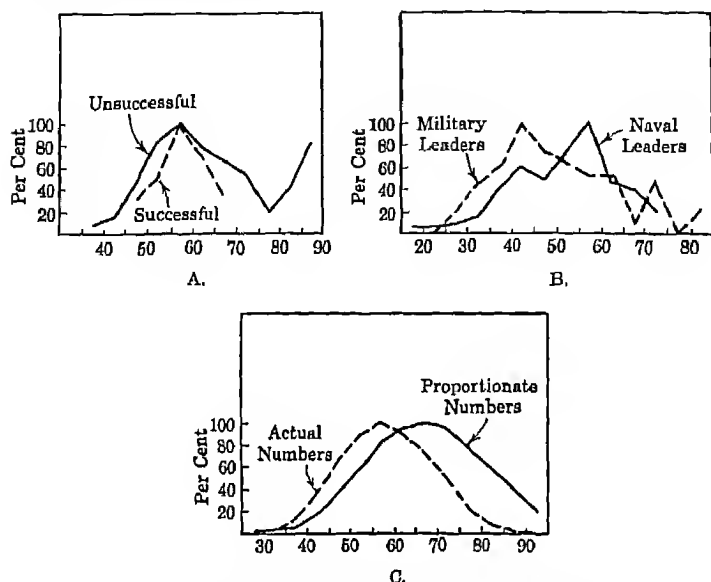 Per Cent
100
80
60
40
20
Unsuccessful
Successful
40 50 60 70 80 90
A.
Per Cent
100
80
60
40
20
Military
Leaders
Naval
Leaders
20 30 40 50 60 70 80
B.
Per Cent
100
80
60
40
20
Actual
Numbers
Proportionate
Numbers
30 40 50 60 70 80 90
C.